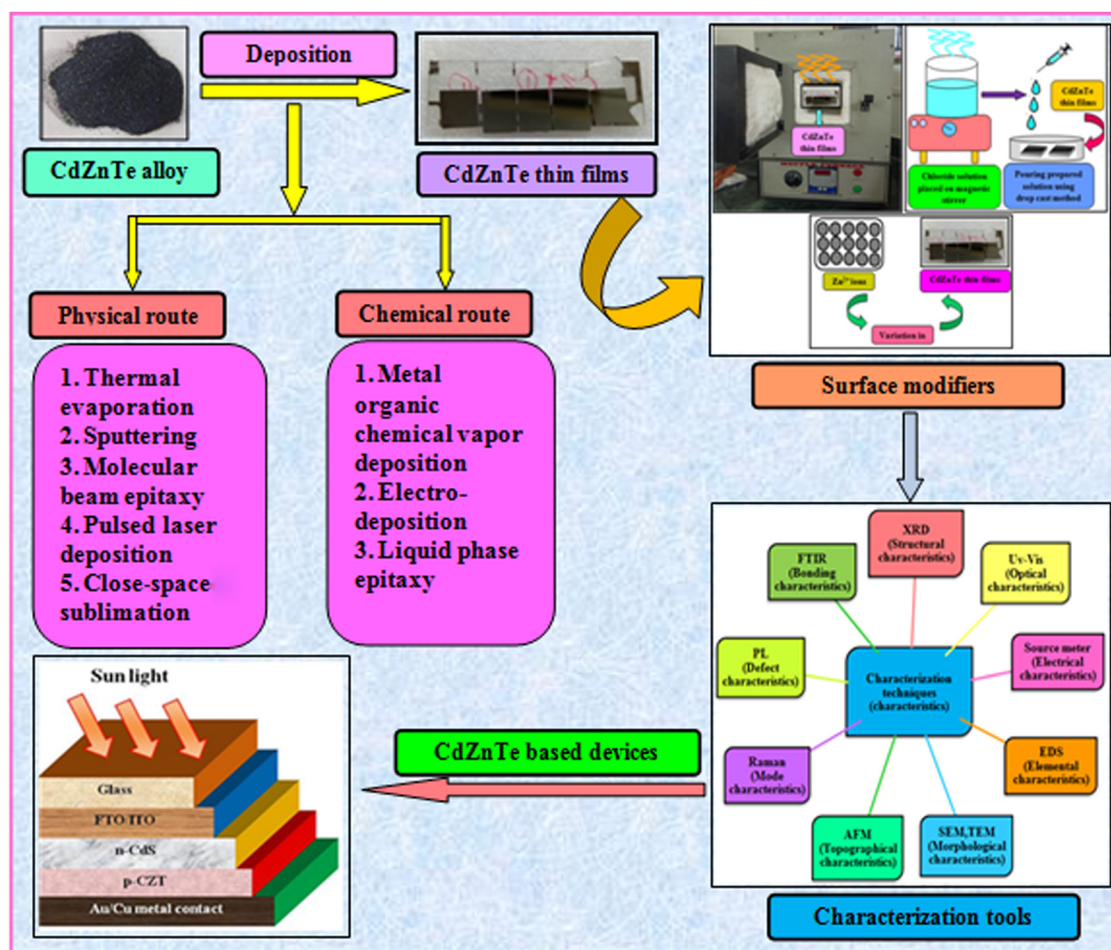 Deposition
CdZnTe alloy
CdZnTe thin films
Physical route
1. Thermal
evaporation
2. Sputtering
3. Molecular
beam epitaxy
4. Pulsed laser
deposition
5. Close-space
sublimation
Chemical route
1. Metal
organic
chemical vapor
deposition
2. Electro-
deposition
3. Liquid phase
epitaxy
CdZnTe
thin films
CdZnTe
thin films
Chloride solution
placed on magnetic
stirrer
Pouring prepared
solution using
drop cast method
Zn²⁺ ions
CdZnTe thin films
Variation in
Surface modifiers
XRD
(Structural
characteristics)
FTIR
(Bonding
characteristics)
Uv-Vis
(Optical
characteristics)
PL
(Defect
characteristics)
Characterization
techniques
(characteristics)
Source meter
(Electrical
characteristics)
Raman
(Mode
characteristics)
EDS
(Elemental
characteristics)
AFM
(Topographical
characteristics)
SEM,TEM
(Morphological
characteristics)
Characterization tools
CdZnTe based devices
Sun light
Glass
FTO/ITO
n-CdS
p-CZT
Au/Cu metal contact